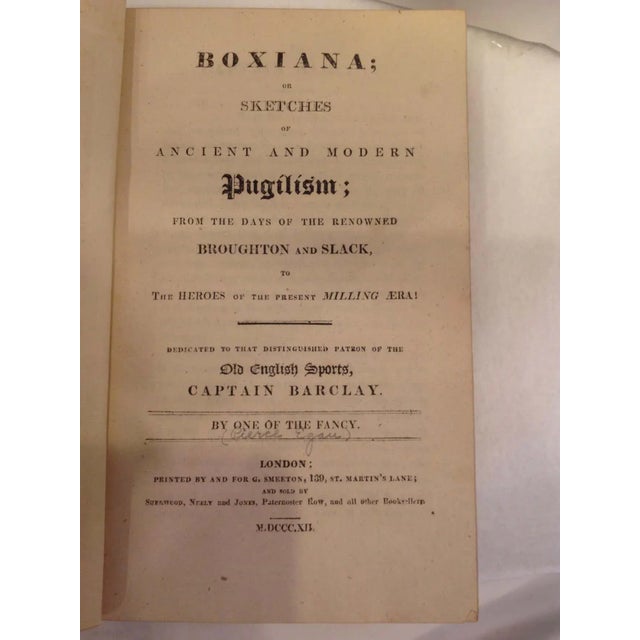 BOXIANA;
OR
SKETCHES
OF
ANCIENT AND MODERN
Pugilism;
FROM THE DAYS OF THE RENOWNED
BROUGHTON AND SLACK,
TO
THE HEROES OF THE PRESENT MILLING ÆRA!
DEDICATED TO THAT DISTINGUISHED PATRON OF THE
Old English Sports,
CAPTAIN BARCLAY.
BY ONE OF THE FANCY.
(Pierce Egan)
LONDON;
PRINTED BY AND FOR G. SMEETON, 139, ST. MARTIN'S LANE;
AND SOLD BY
SHERWOOD, NEELY and JONES, Paternoster Row, and all other Booksellers.
M.DCCC.XII.